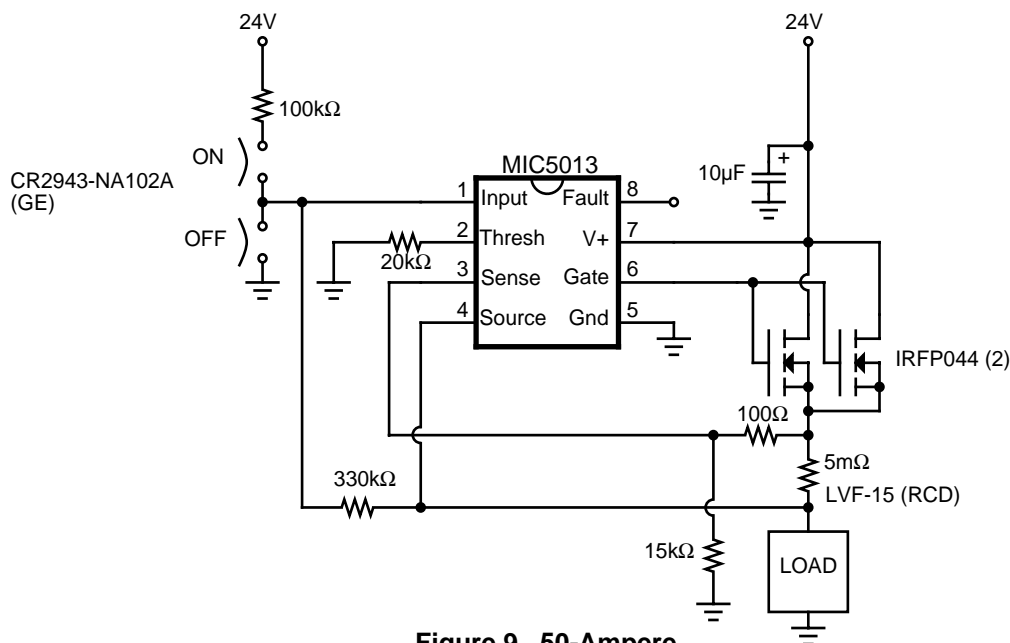 24V
24V
100kΩ
ON
CR2943-NA102A
(GE)
OFF
MIC5013
10µF
+
1 Input Fault 8
2 Thresh V+ 7
20kΩ
3 Sense Gate 6
4 Source Gnd 5
IRFP044 (2)
100Ω
5mΩ
LVF-15 (RCD)
330kΩ
15kΩ
LOAD
Figure 9. 50-Ampere